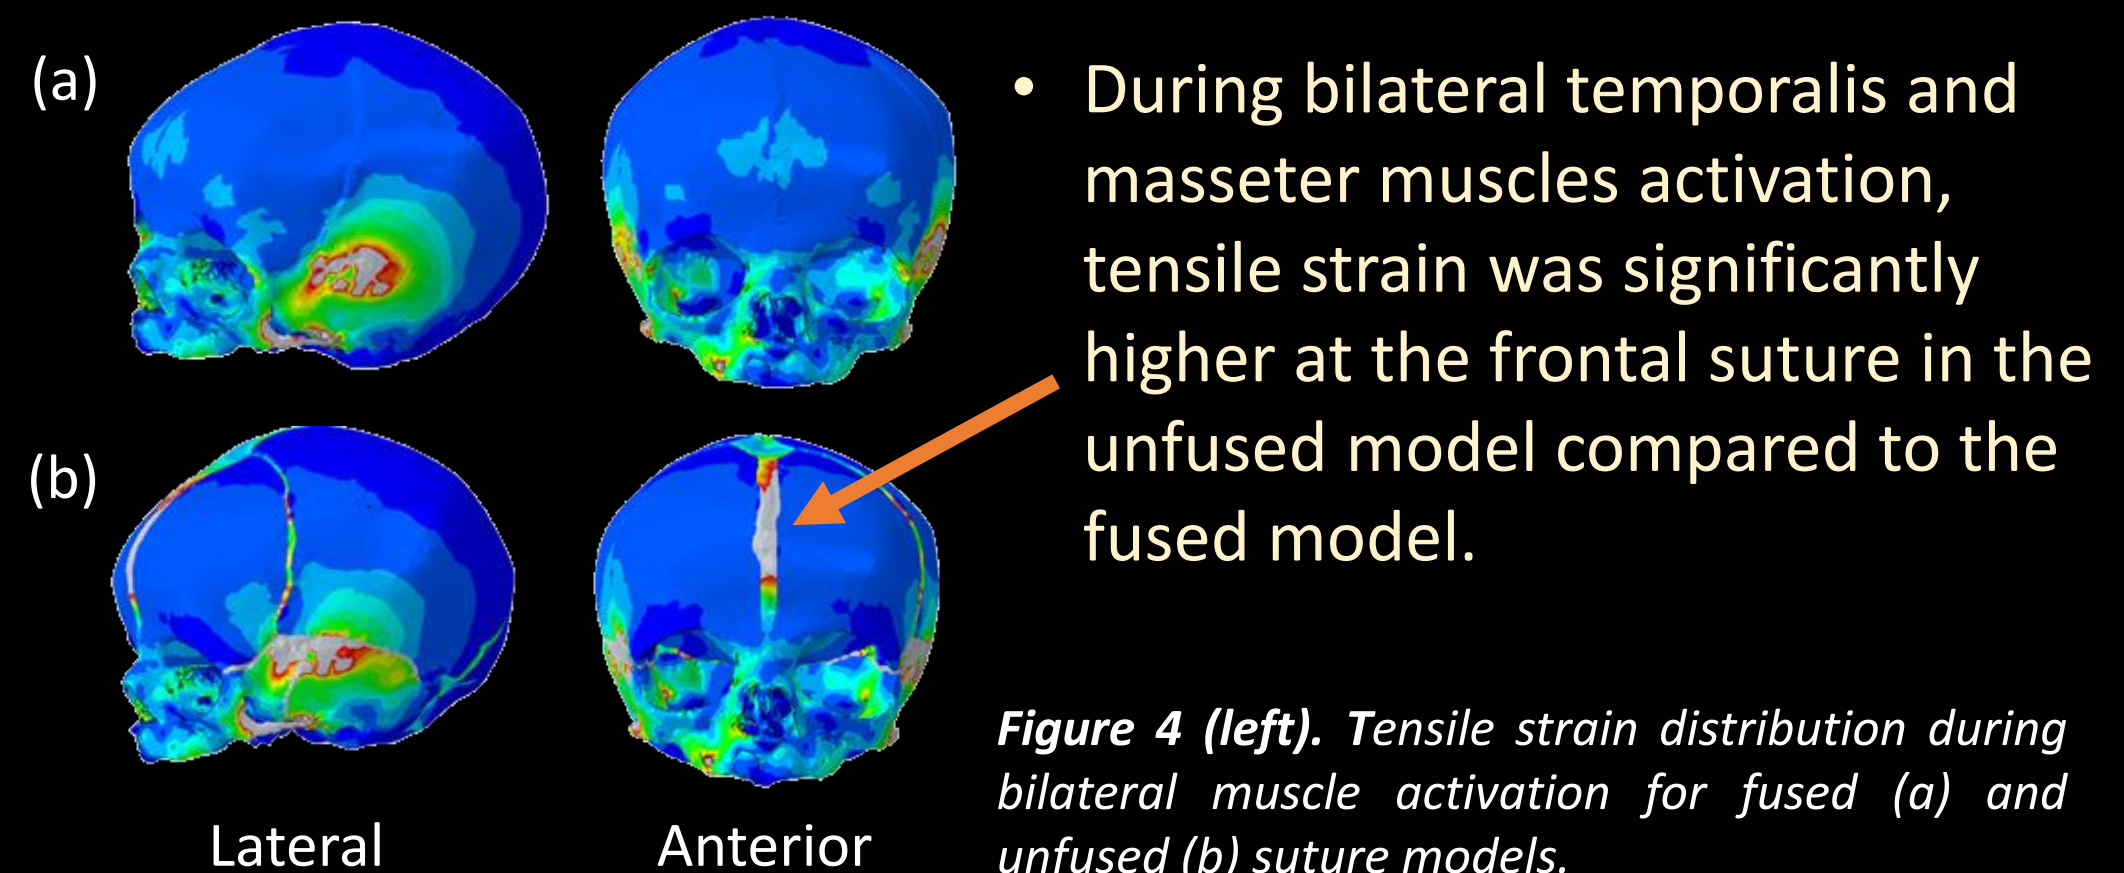 (a)
• During bilateral temporalis and
masseter muscles activation,
tensile strain was significantly
higher at the frontal suture in the
unfused model compared to the
fused model.
(b)
Lateral
Anterior
Figure 4 (left). Tensile strain distribution during
bilateral muscle activation for fused (a) and
unfused (b) suture models.